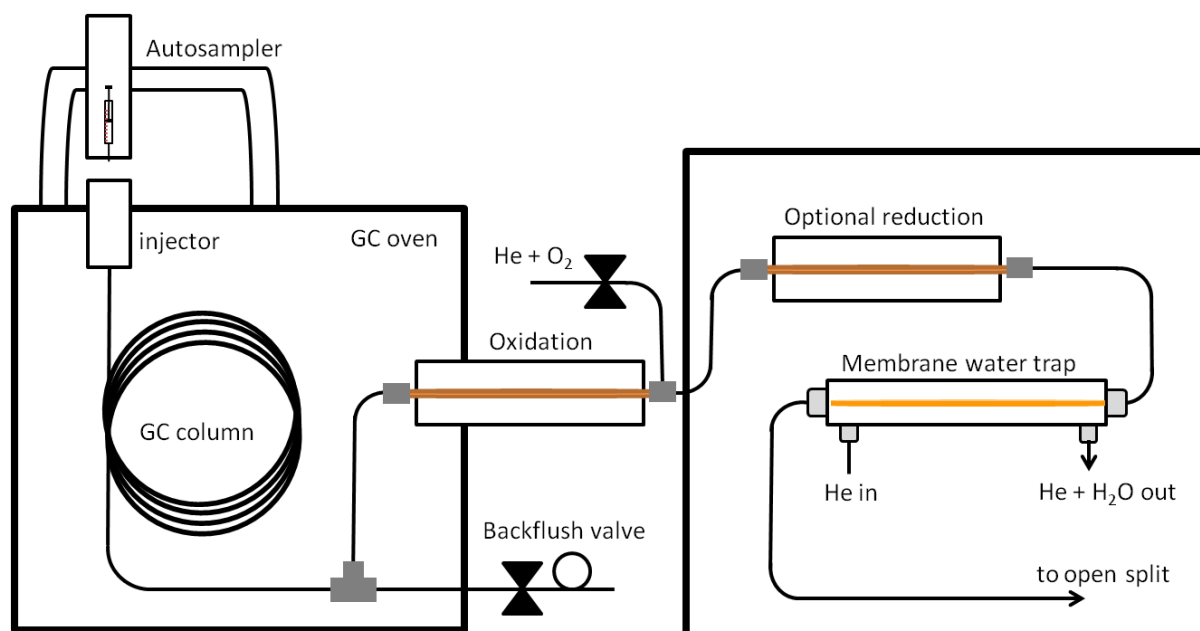 Autosampler
injector
GC oven
GC column
He + O₂
Oxidation
Backflush valve
Optional reduction
Membrane water trap
He in
He + H₂O out
to open split